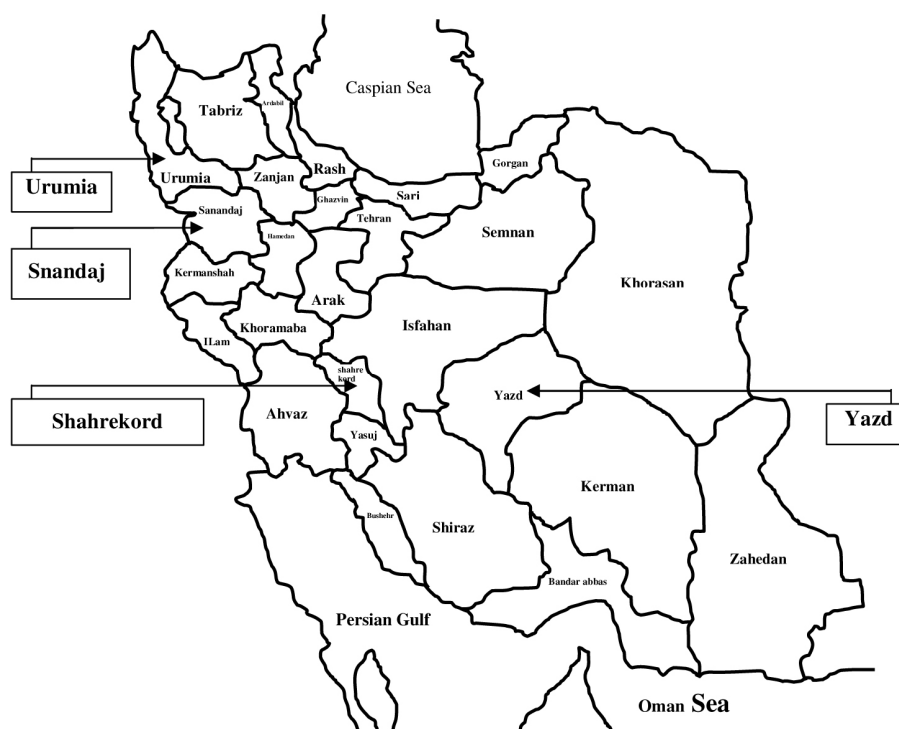 Caspian Sea
Tabriz
Ardabil
Rash
Gorgan
Urumia
Urumia
Zanjan
Sari
Ghazvin
Sanandaj
Tehran
Hamedan
Semnan
Snandaj
Kermanshah
Khorasan
Arak
Isfahan
Khoramaba
ILam
shahre
kord
Yazd
Shahrekord
Ahvaz
Yazd
Yasuj
Kerman
Bushehr
Shiraz
Zahedan
Bandar abbas
Persian Gulf
Oman Sea